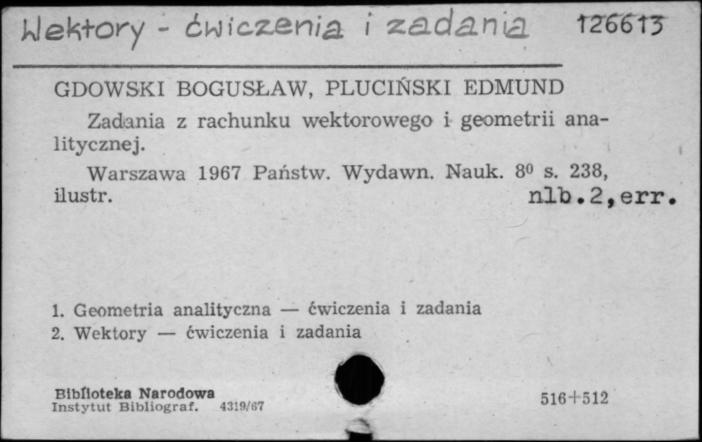 Wektory - ćwiczenia i zadania 126613
GDOWSKI BOGUSŁAW, PLUCIŃSKI EDMUND
Zadania z rachunku wektorowego i geometrii ana-
litycznej.
Warszawa 1967 Państw. Wydawn. Nauk. 8⁰ s. 238,
ilustr. nlb.2,err.
1. Geometria analityczna — ćwiczenia i zadania
2. Wektory — ćwiczenia i zadania
Biblioteka Narodowa
Instytut Bibliograf. 4319/67 516+512